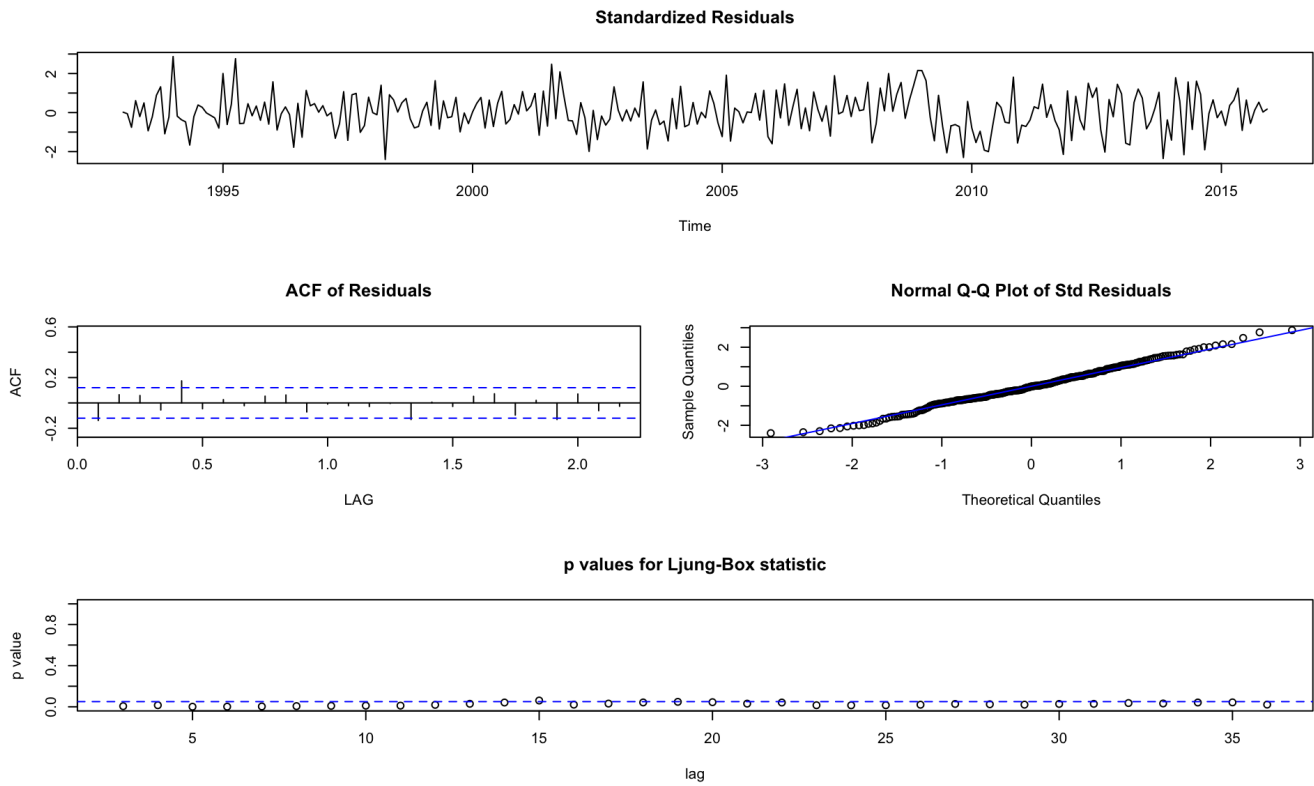 Standardized Residuals
2
0
-2
1995 2000 2005 2010 2015
Time
ACF of Residuals
0.6
0.2
-0.2
ACF
0.0 0.5 1.0 1.5 2.0
LAG
Normal Q-Q Plot of Std Residuals
2
0
-2
Sample Quantiles
-3 -2 -1 0 1 2 3
Theoretical Quantiles
p values for Ljung-Box statistic
0.8
0.4
0.0
p value
5 10 15 20 25 30 35
lag